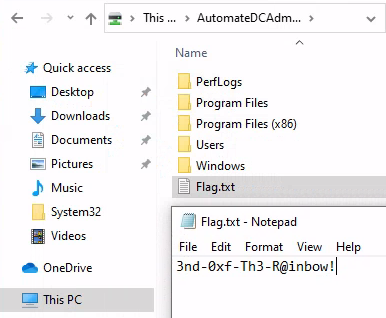 This ...
AutomateDCAdm...
Name
Quick access
Desktop
Downloads
Documents
Pictures
Music
System32
Videos
OneDrive
This PC
PerfLogs
Program Files
Program Files (x86)
Users
Windows
Flag.txt
Flag.txt - Notepad
File Edit Format View Help
3nd-0xf-Th3-R@inbow!